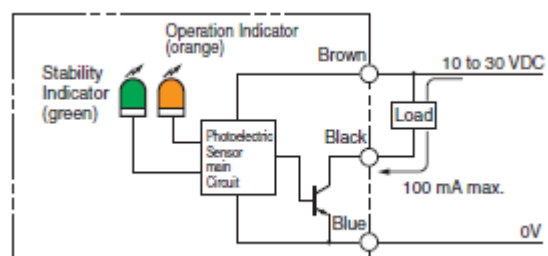 Operation Indicator
(orange)
Stability
Indicator
(green)
Brown
10 to 30 VDC
Load
Photoelectric
Sensor
main
Circuit
Black
100 mA max.
Blue
0V